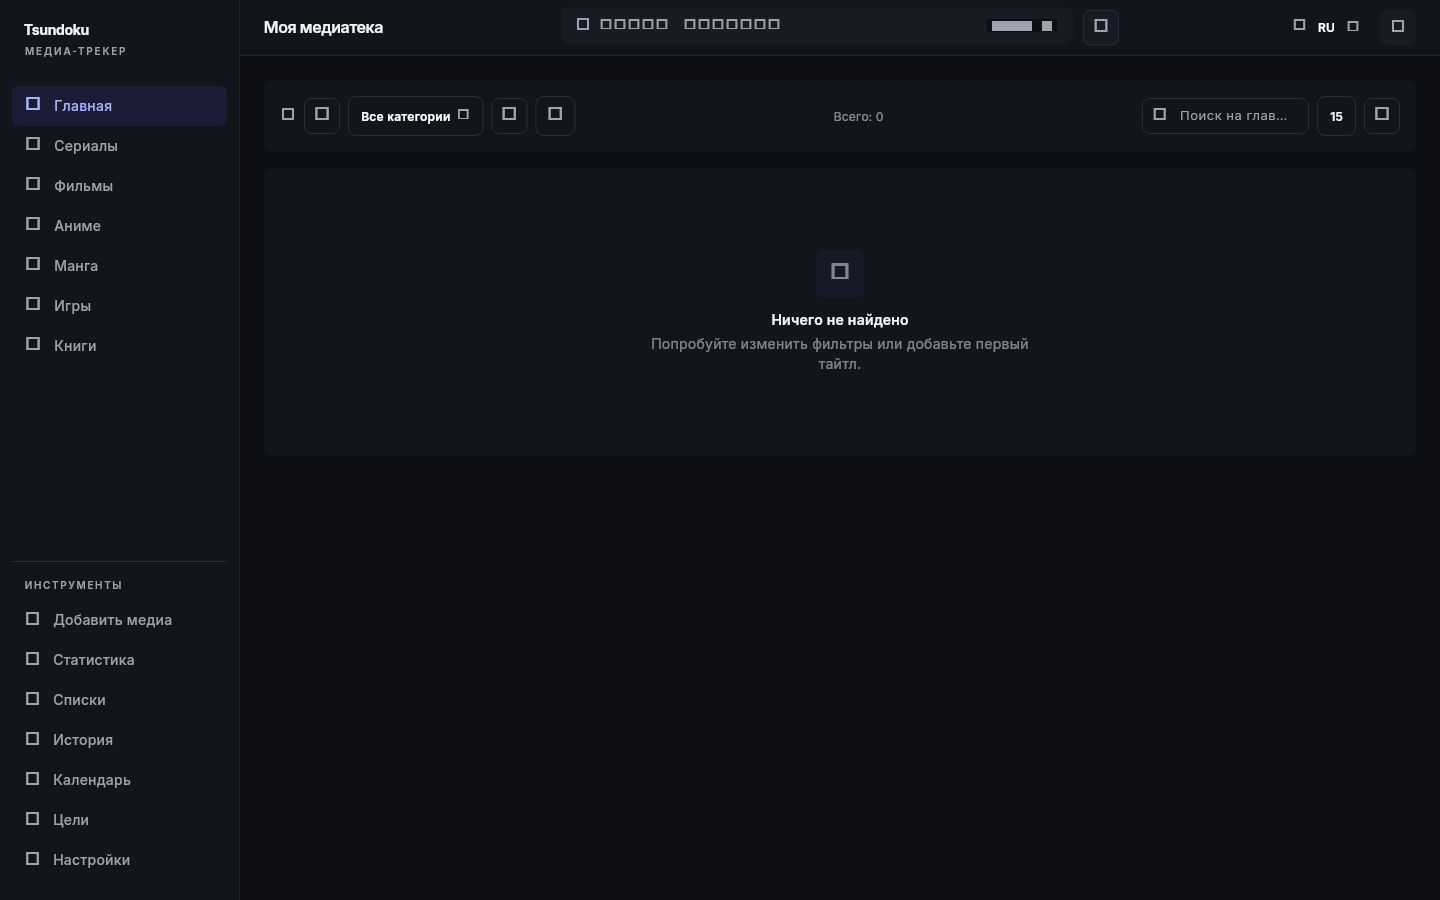 Tsundoku
МЕДИА-ТРЕКЕР
Главная
Сериалы
Фильмы
Аниме
Манга
Игры
Книги
ИНСТРУМЕНТЫ
Добавить медиа
Статистика
Списки
История
Календарь
Цели
Настройки
Моя медиатека
RU
Все категории
Всего: 0
Поиск на глав...
15
Ничего не найдено
Попробуйте изменить фильтры или добавьте первый
тайтл.